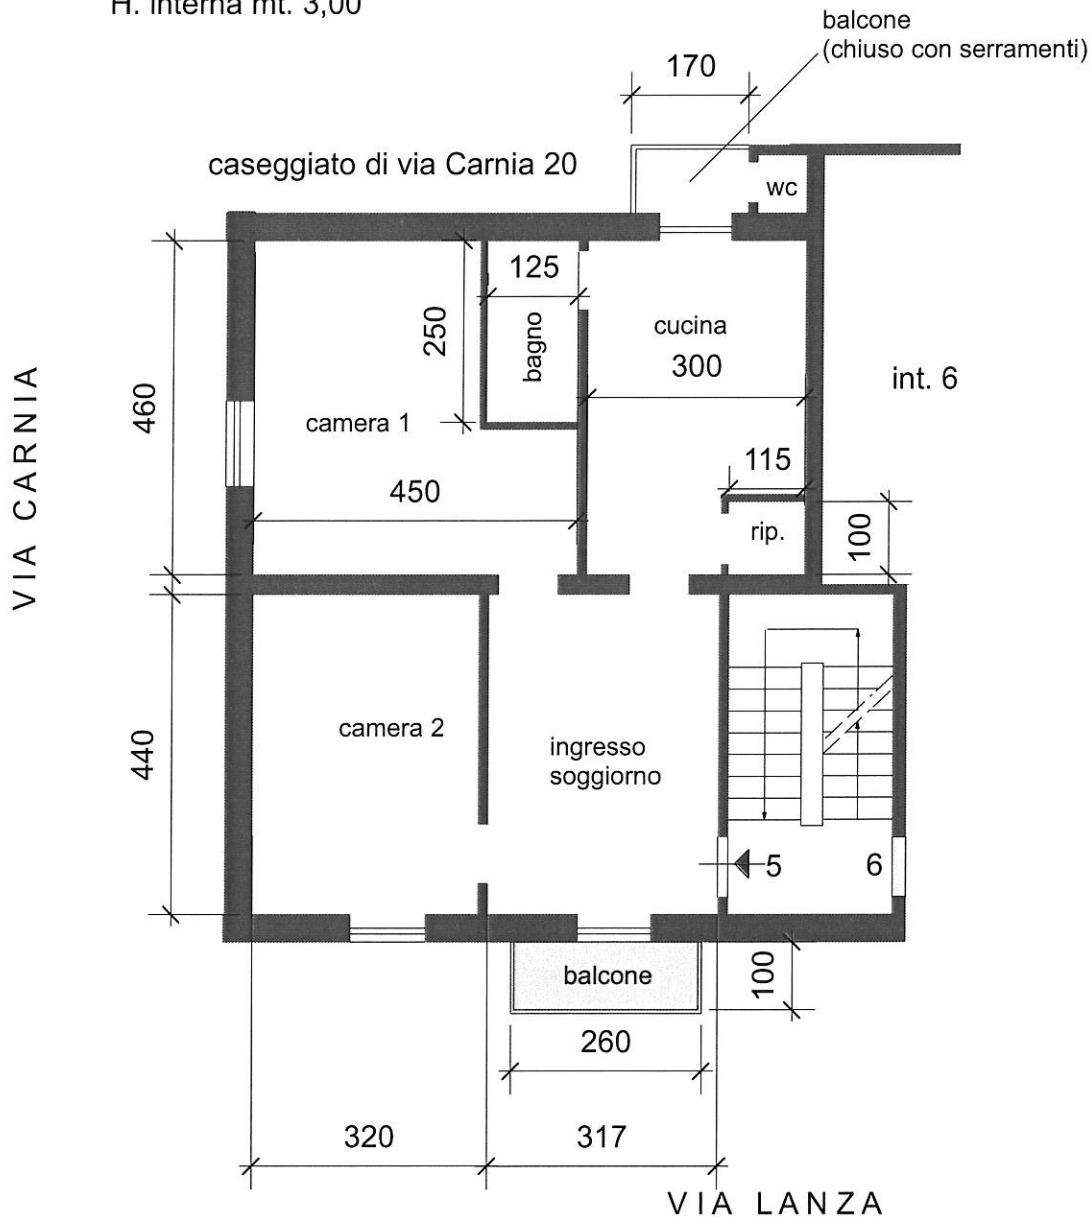 H. interna mt. 3,00
balcone
(chiuso con serramenti)
170
caseggiato di via Carnia 20
wc
125
250
bagno
cucina
300
int. 6
VIA CARNIA
460
camera 1
450
115
rip.
100
440
camera 2
ingresso
soggiorno
5
6
balcone
100
260
320
317
VIA LANZA